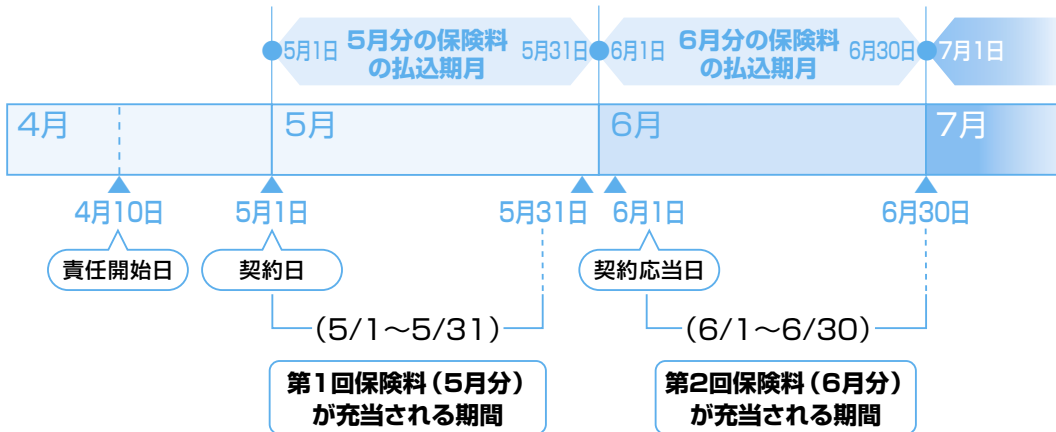 5月1日 5月分の保険料の払込期月 5月31日
6月1日 6月分の保険料の払込期月 6月30日
7月1日
4月 5月 6月 7月
4月10日 5月1日 5月31日 6月1日 6月30日
責任開始日 契約日 契約応当日
(5/1〜5/31) (6/1〜6/30)
第1回保険料(5月分)
が充当される期間
第2回保険料(6月分)
が充当される期間